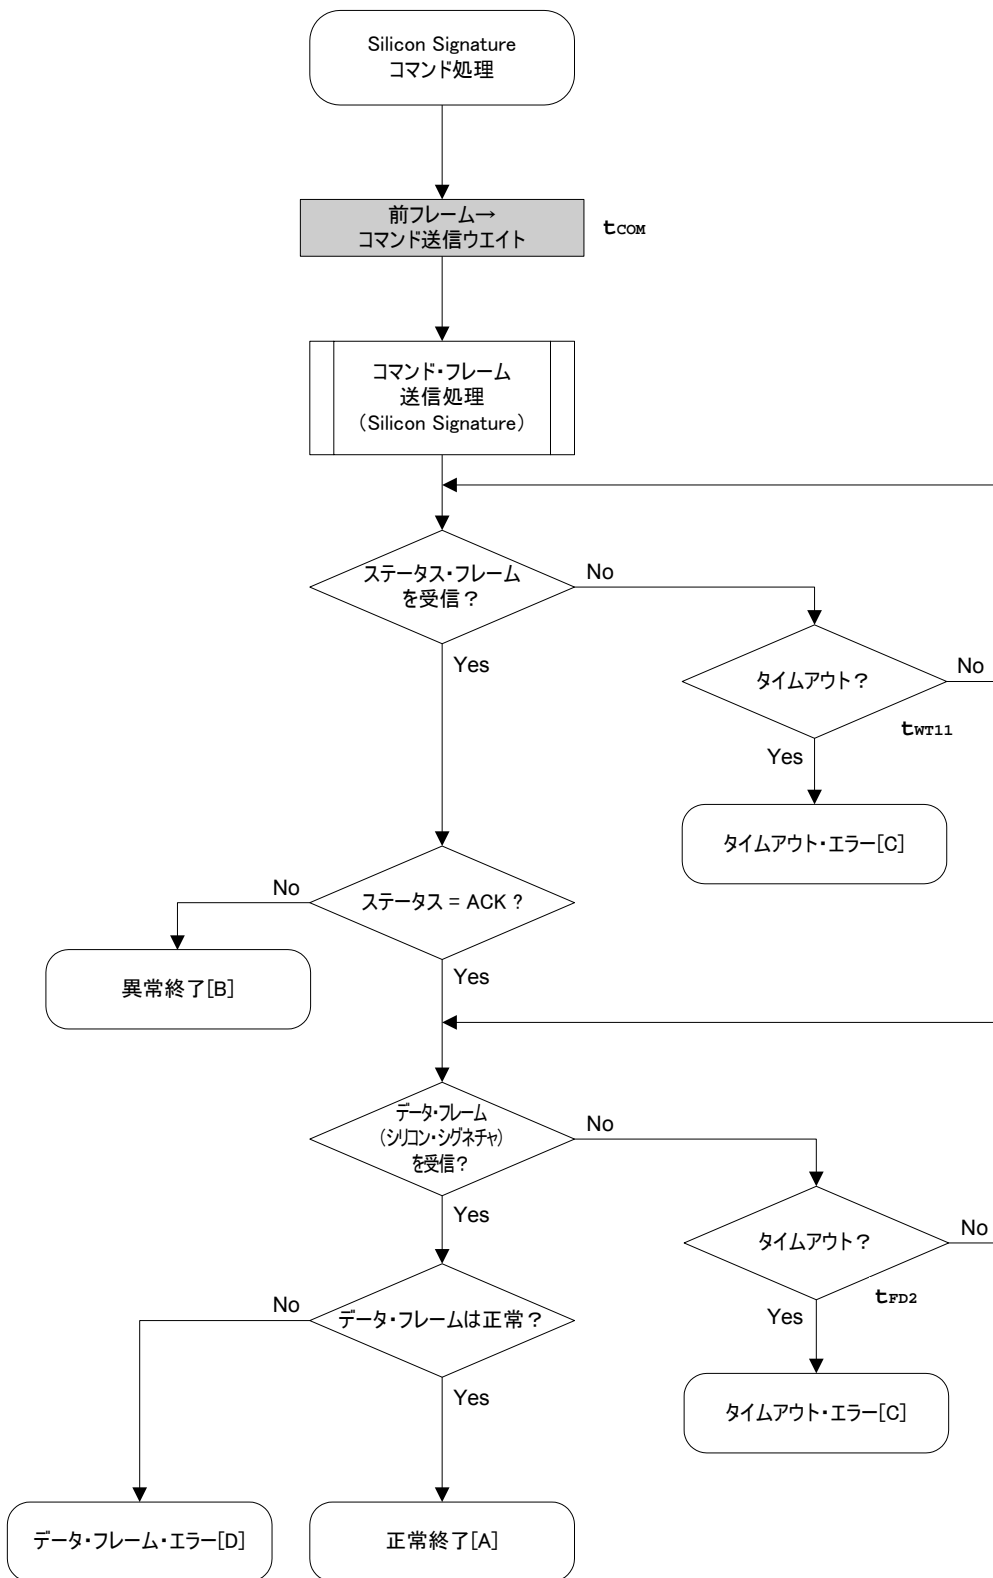 Silicon Signature
コマンド処理
前フレーム→
コマンド送信ウエイト
tCOM
コマンド・フレーム
送信処理
（Silicon Signature）
ステータス・フレーム
を受信？
No
Yes
タイムアウト？
No
tWT11
Yes
タイムアウト・エラー[C]
ステータス = ACK ?
No
Yes
異常終了[B]
データ・フレーム
(シリコン・シグネチャ)
を受信？
No
Yes
タイムアウト？
No
tFD2
Yes
タイムアウト・エラー[C]
データ・フレームは正常？
No
Yes
データ・フレーム・エラー[D]
正常終了[A]